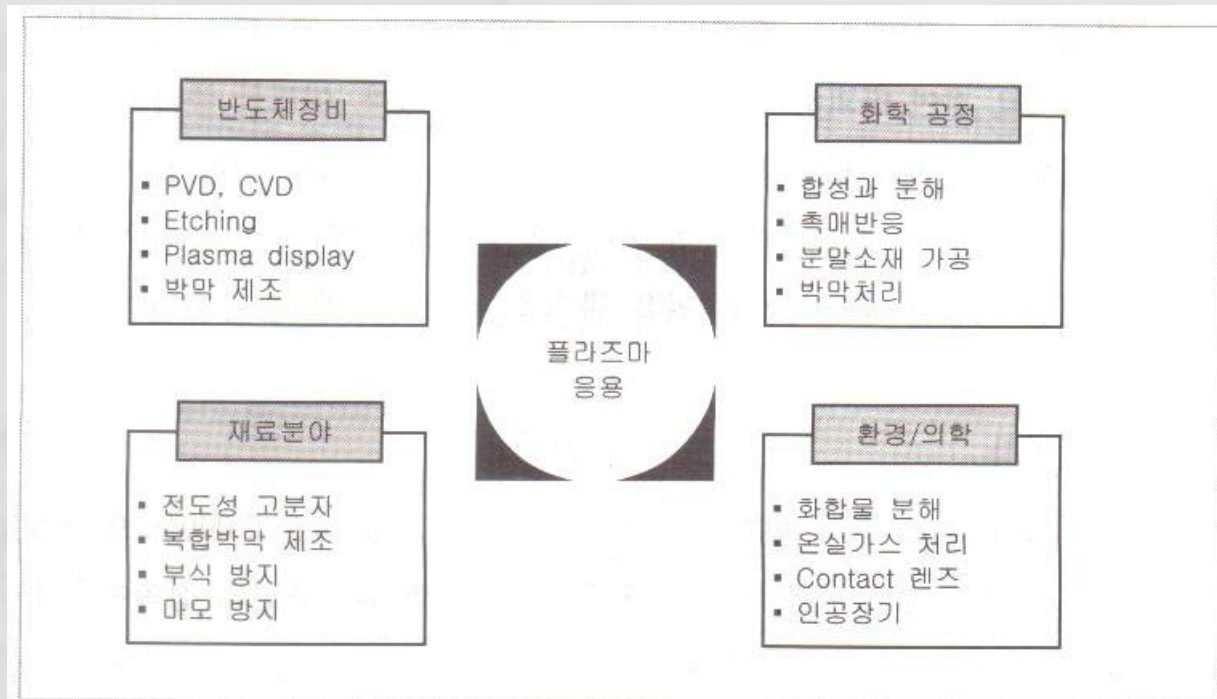 반도체장비
▪ PVD, CVD
▪ Etching
▪ Plasma display
▪ 박막 제조
화학 공정
▪ 합성과 분해
▪ 촉매반응
▪ 분말소재 가공
▪ 박막처리
플라즈마
응용
재료분야
▪ 전도성 고분자
▪ 복합박막 제조
▪ 부식 방지
▪ 마모 방지
환경/의학
▪ 화합물 분해
▪ 온실가스 처리
▪ Contact 렌즈
▪ 인공장기